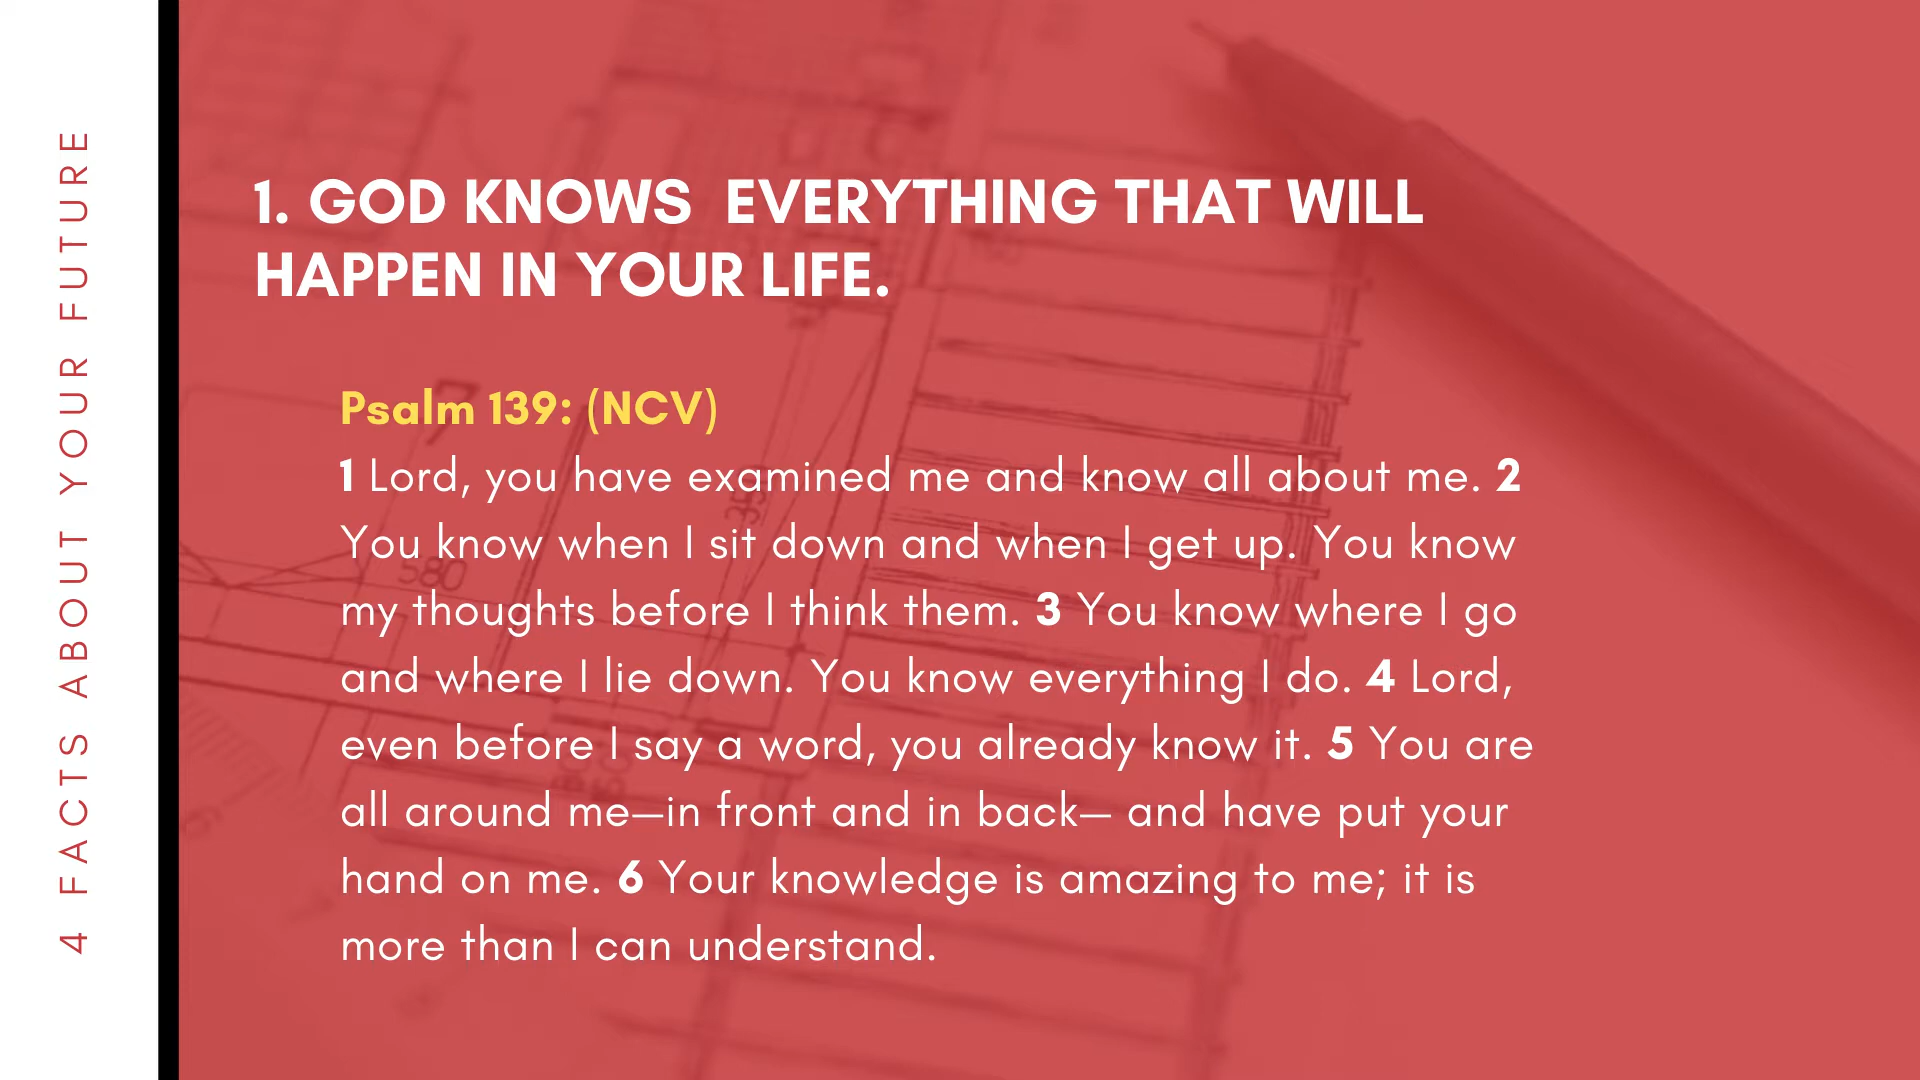 4 FACTS ABOUT YOUR FUTURE
1. GOD KNOWS  EVERYTHING THAT WILL
HAPPEN IN YOUR LIFE.
Psalm 139: (NCV)
1 Lord, you have examined me and know all about me. 2
You know when I sit down and when I get up. You know
my thoughts before I think them. 3 You know where I go
and where I lie down. You know everything I do. 4 Lord,
even before I say a word, you already know it. 5 You are
all around me—in front and in back— and have put your
hand on me. 6 Your knowledge is amazing to me; it is
more than I can understand.
7
39
580